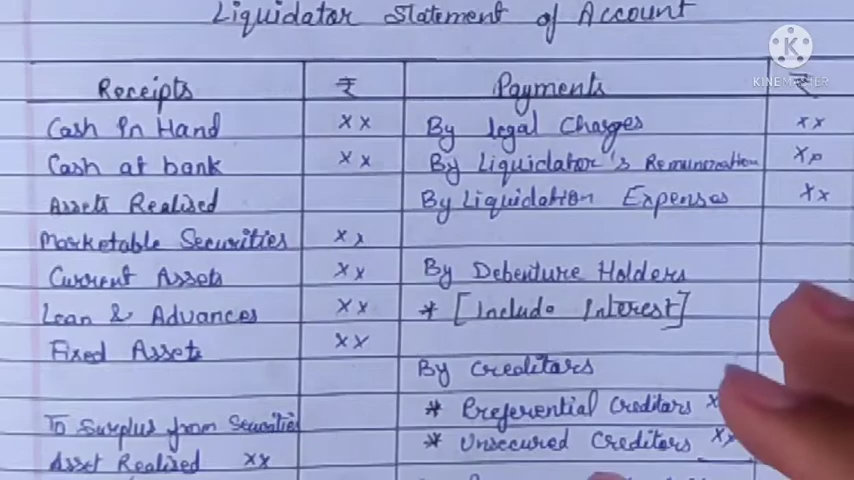 Liquidator Statement of Account
KINEMASTER
Receipts ₹ Payments ₹
Cash In Hand xx By legal Charges xx
Cash at bank xx By Liquidator's Remuneration xx
Assets Realised By Liquidation Expenses xx
Marketable Securities xx
Current Assets xx By Debenture Holders
Loan & Advances xx * [Include Interest]
Fixed Assets xx
By Creditors
* Preferential Creditors x
To Surplus from Securities * Unsecured Creditors xx
Asset Realised xx